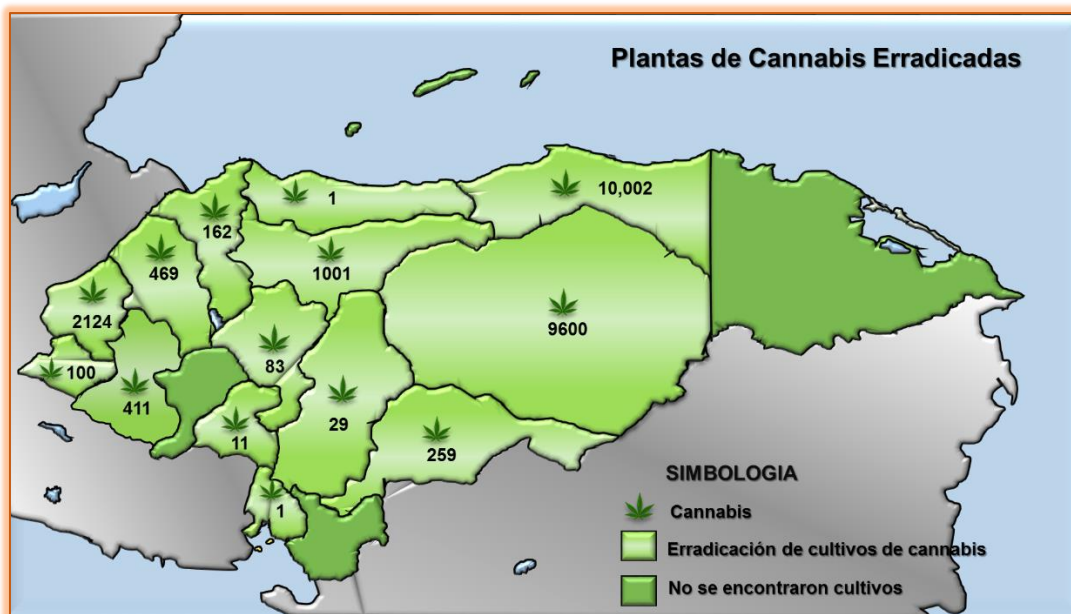 Plantas de Cannabis Erradicadas
1
10,002
162
469
1001
2124
9600
100
83
411
29
11
259
1
SIMBOLOGIA
Cannabis
Erradicación de cultivos de cannabis
No se encontraron cultivos